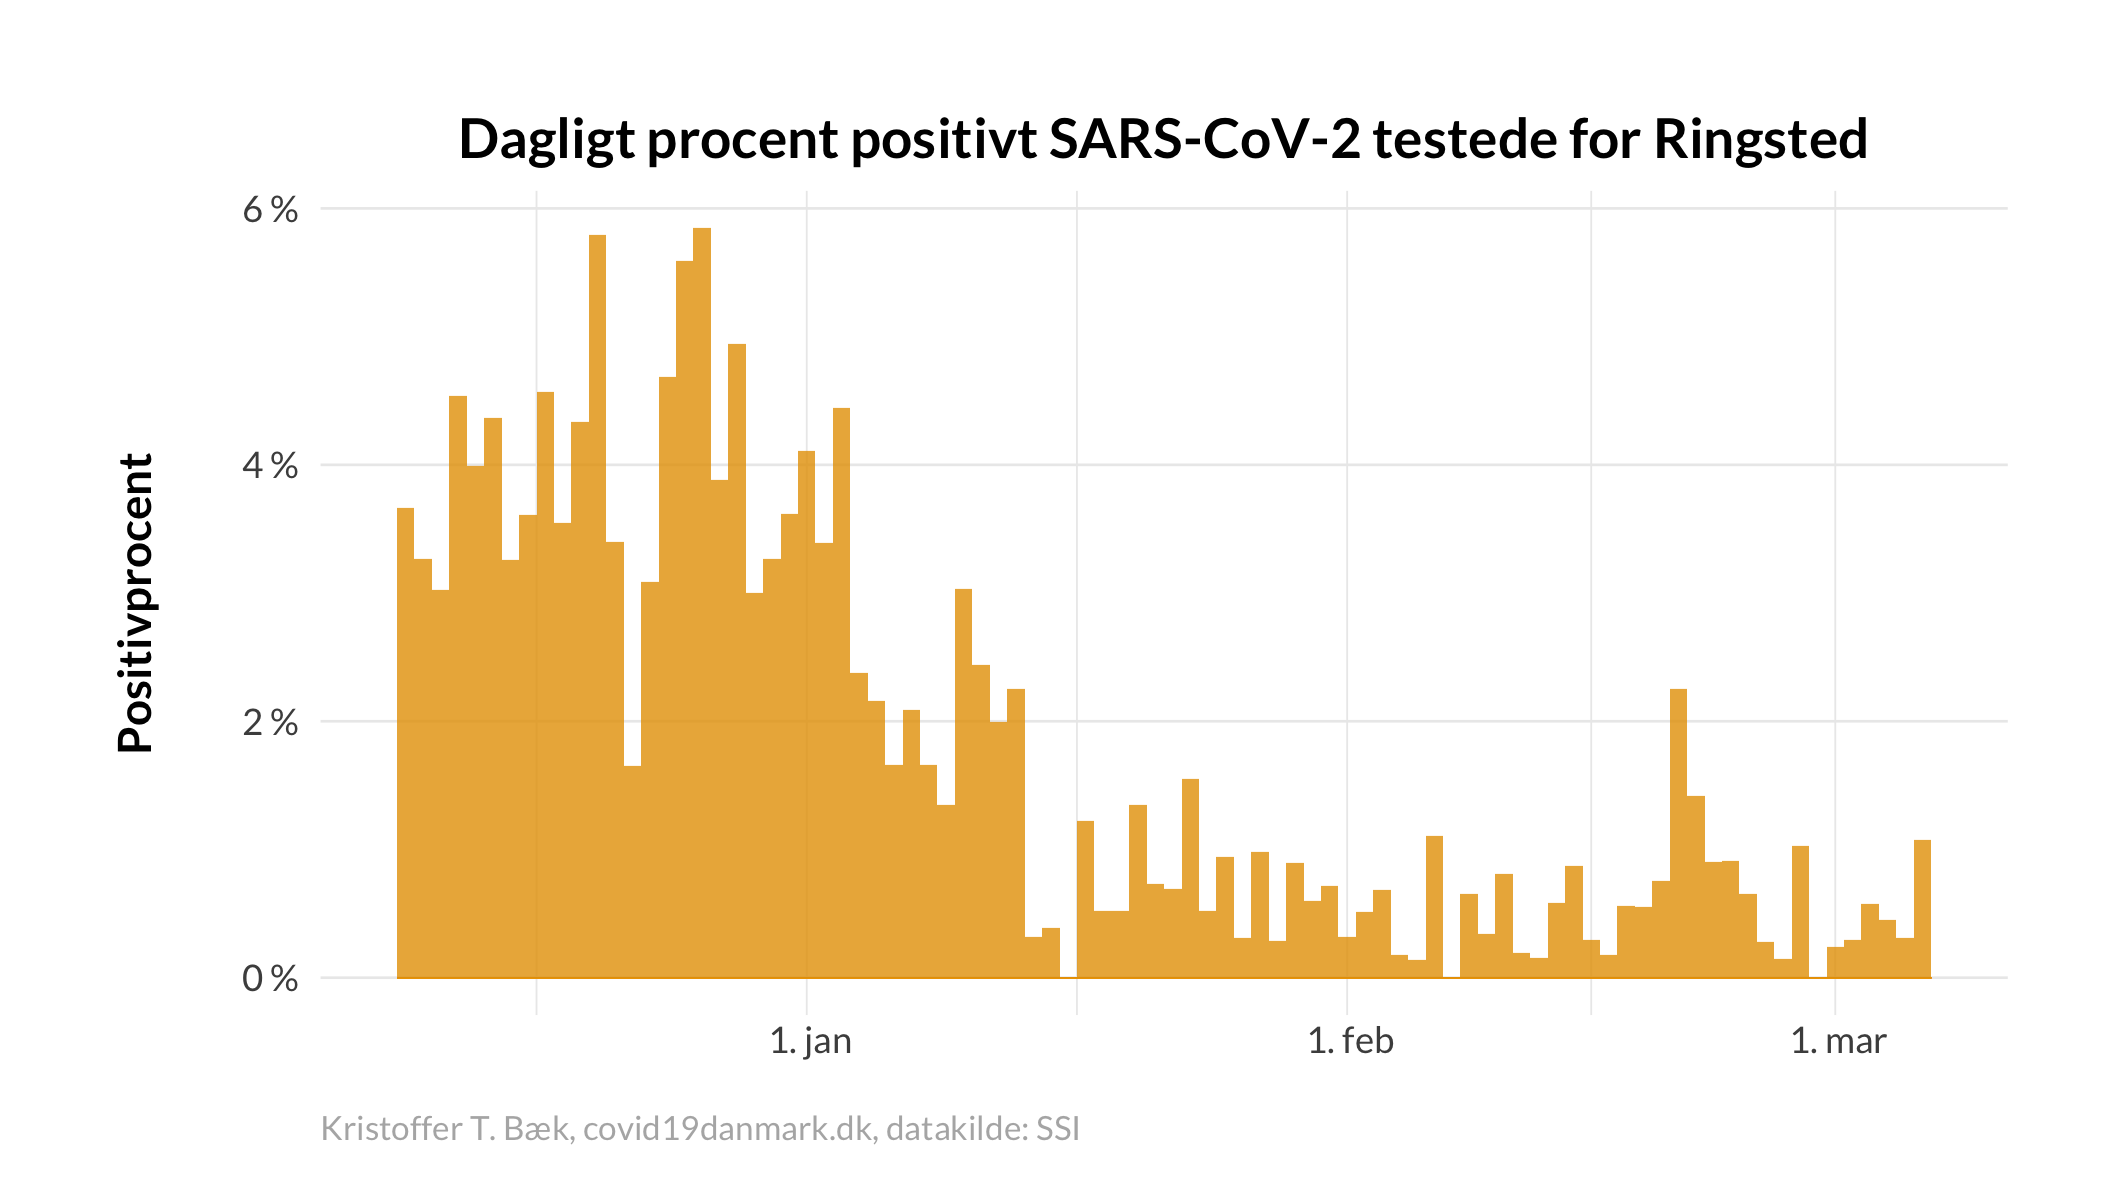 Dagligt procent positivt SARS-CoV-2 testede for Ringsted
6 %
4 %
2 %
0 %
Positivprocent
1. jan
1. feb
1. mar
Kristoffer T. Bæk, covid19danmark.dk, datakilde: SSI